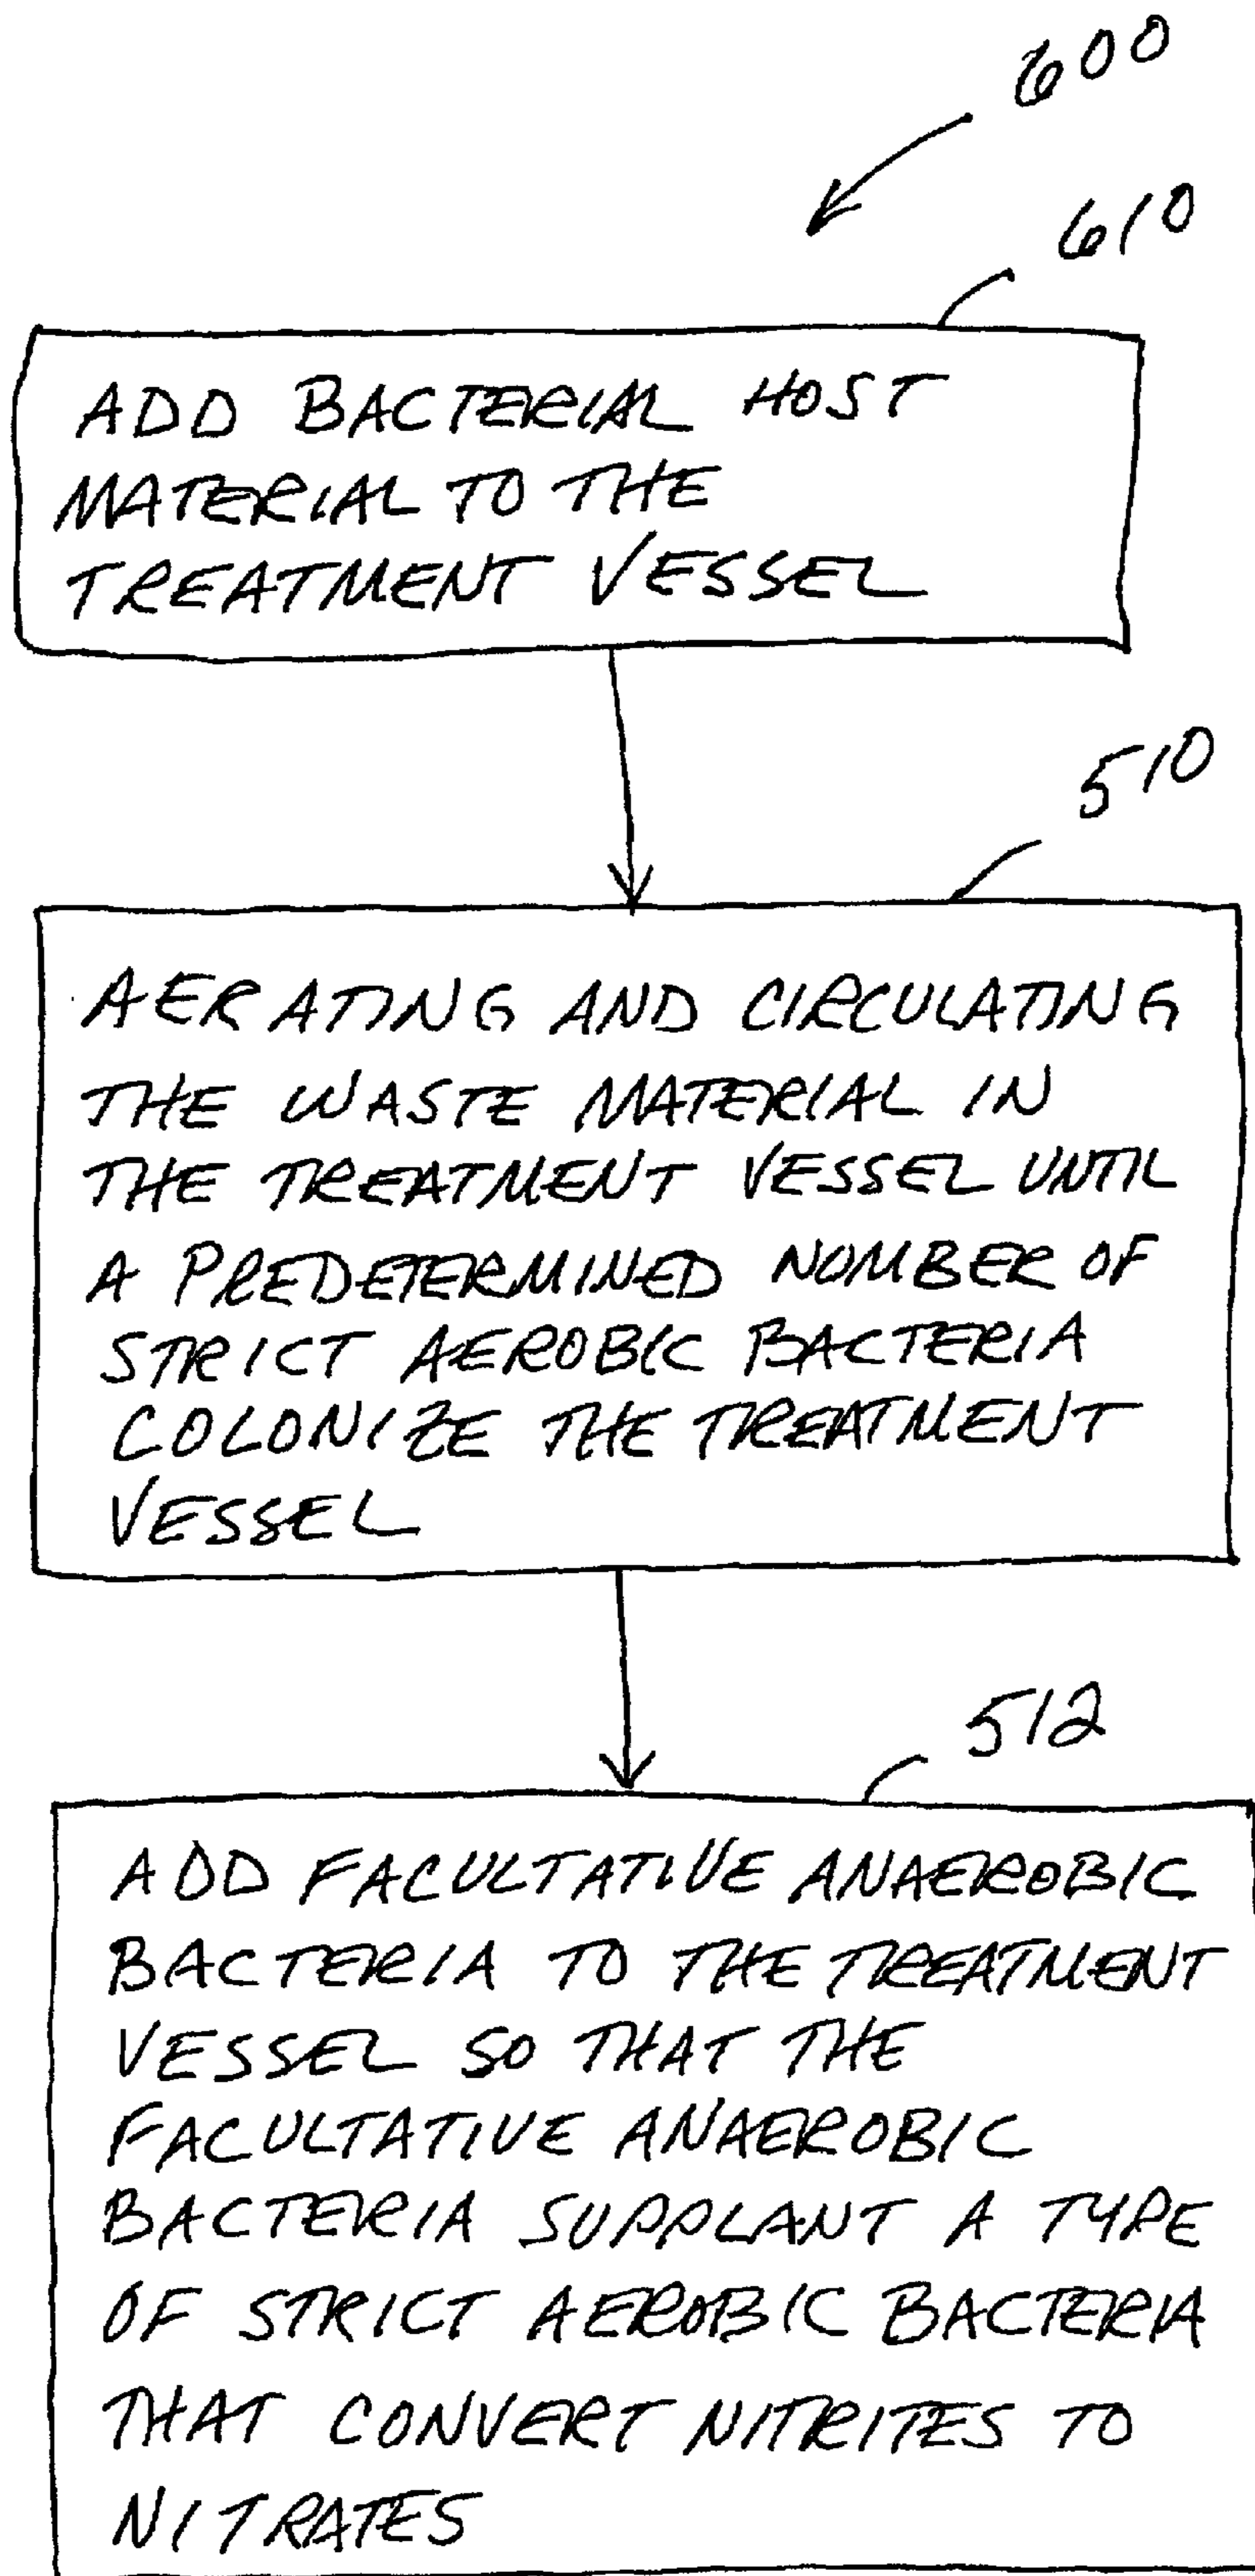 600
610
ADD BACTERIAL HOST
MATERIAL TO THE
TREATMENT VESSEL
510
AERATING AND CIRCULATING
THE WASTE MATERIAL IN
THE TREATMENT VESSEL UNTIL
A PREDETERMINED NOMBER OF
STRICT AEROBIC BACTERIA
COLONIZE THE TREATMENT
VESSEL
512
ADD FACULTATIVE ANAEROBIC
BACTERIA TO THE TREATMENT
VESSEL SO THAT THE
FACULTATIVE ANAEROBIC
BACTERIA SUPPLANT A TYPE
OF STRICT AEROBIC BACTERIA
THAT CONVERT NITRITES TO
NITRATES